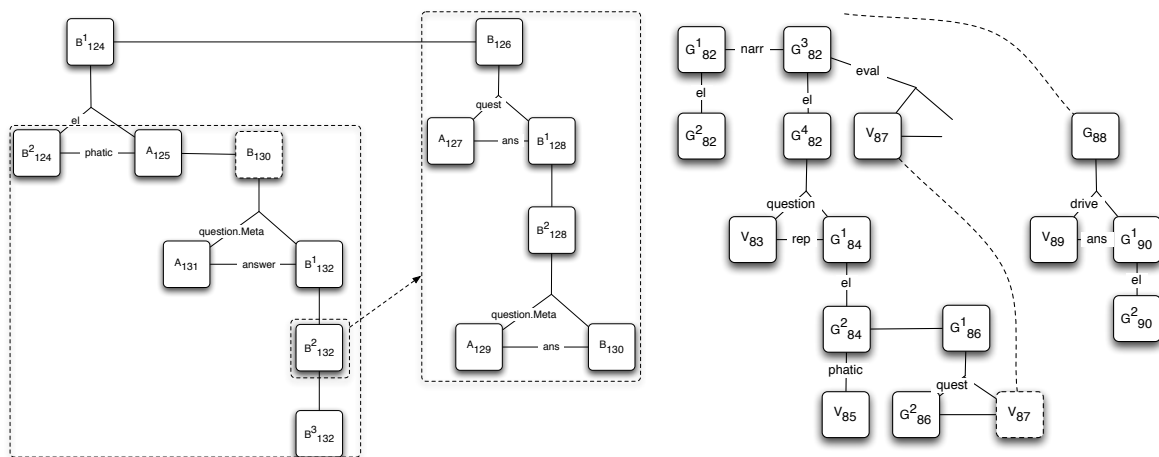 B¹124
B126
el
quest
B²124
phatic
A125
B130
A127
ans
B¹128
B²128
question.Meta
A131
answer
B¹132
question.Meta
B²132
A129
ans
B130
B³132
G¹82
narr
G³82
eval
el
el
G²82
G⁴82
V87
G88
question
drive
V83
rep
G¹84
V89
ans
G¹90
el
el
G²84
G¹86
G²90
phatic
quest
V85
G²86
V87